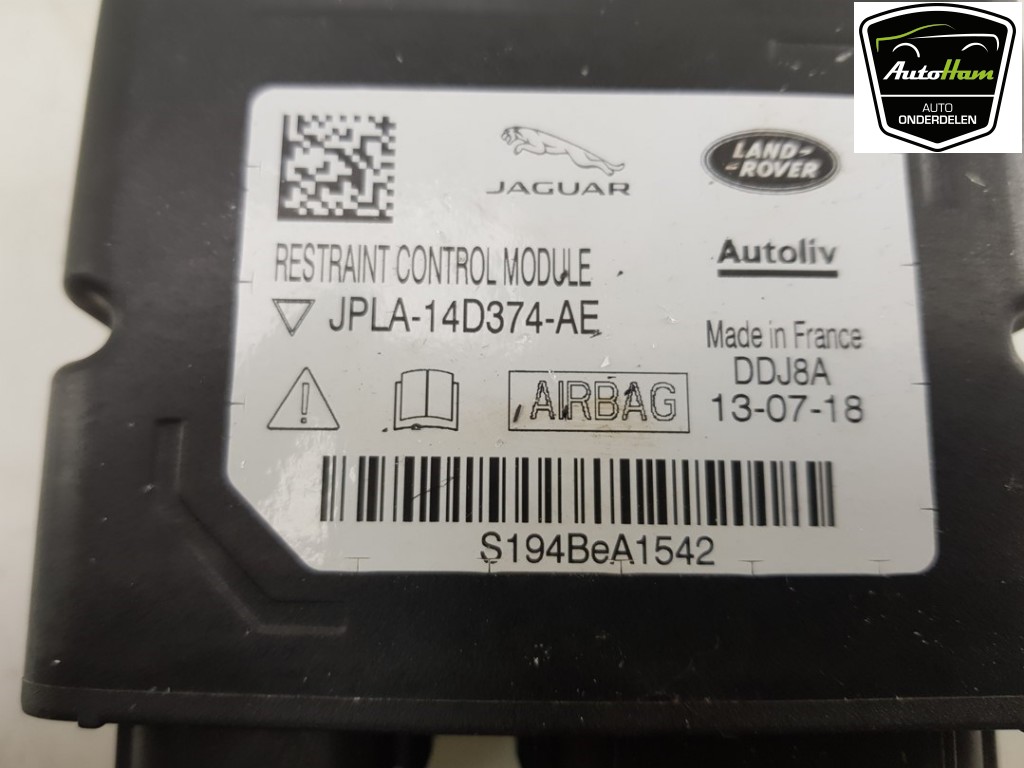 AutoHam
AUTO
ONDERDELEN
JAGUAR
LAND-
-ROVER
RESTRAINT CONTROL MODULE
Autoliv
JPLA-14D374-AE
Made in France
DDJ8A
AIRBAG
13-07-18
S194BeA1542